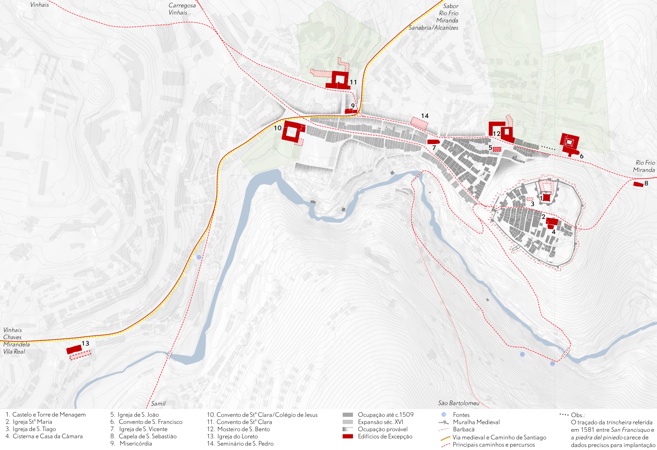 Vinhais
Carregosa
Vinhais
Sabor
Rio Frio
Miranda
Sanabria/Alcanizes
11
9
10
14
7
12
5
6
Rio Frio
Miranda
8
1
3
2
4
Vinhais
Chaves
Mirandela
Vila Real
13
Samil
São Bartolomeu
1. Castelo e Torre de Menagem
2. Igreja Stª Maria
3. Igreja de S. Tiago
4. Cisterna e Casa da Câmara
5. Igreja de S. João
6. Convento de S. Francisco
7. Igreja de S. Vicente
8. Capela de S. Sebastião
9. Misericórdia
10. Convento de Stª Clara/Colégio de Jesus
11. Convento de Stª Clara
12. Mosteiro de S. Bento
13. Igreja do Loreto
14. Seminário de S. Pedro
Ocupação até c.1509
Expansão séc. XVI
Ocupação provável
Edifícios de Excepção
Fontes
Muralha Medieval
Barbacã
Via medieval e Caminho de Santiago
Principais caminhos e percursos
Obs.:
O traçado da trincheira referida
em 1581 entre San Francisquo e
a piedra del piniedo carece de
dados precisos para implantação